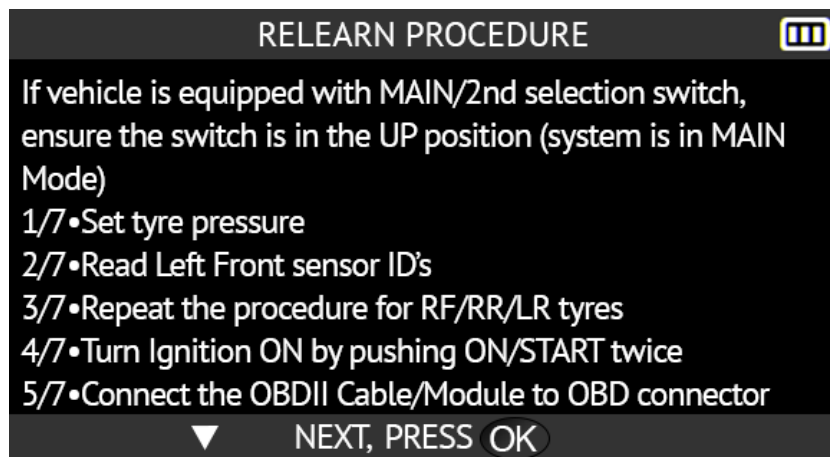 RELEARN PROCEDURE
If vehicle is equipped with MAIN/2nd selection switch,
ensure the switch is in the UP position (system is in MAIN
Mode)
1/7•Set tyre pressure
2/7•Read Left Front sensor ID's
3/7•Repeat the procedure for RF/RR/LR tyres
4/7•Turn Ignition ON by pushing ON/START twice
5/7•Connect the OBDII Cable/Module to OBD connector
▼ NEXT, PRESS OK